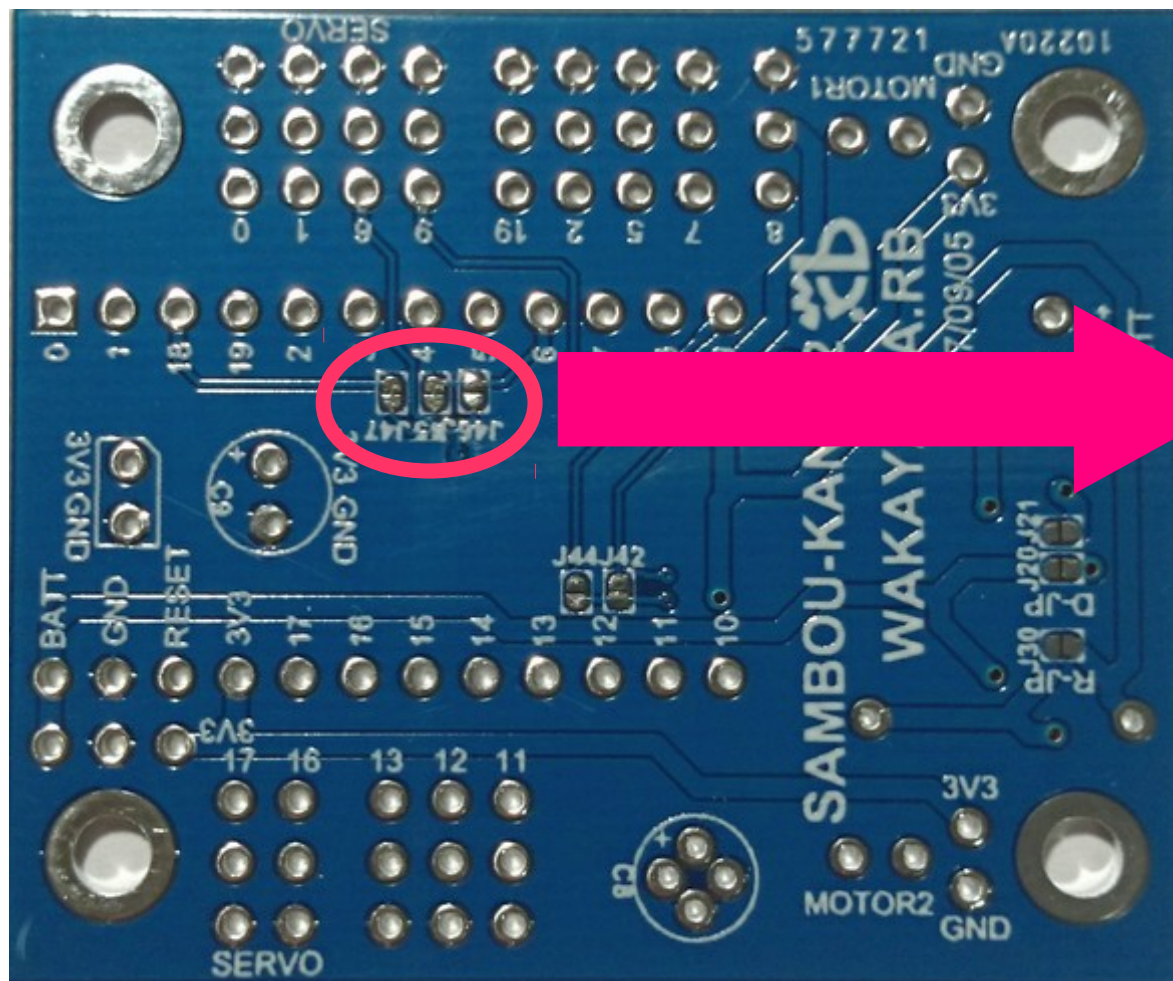 SERVO
577721
10220A
MOTOR1
GND
3V3
0 1 6 9 19 2 5 7 8
0 1 18 19 2
4
6
J47
J46
3V3 GND
C9
3V3 GND
J44 J42
J21
J20
P-JP
J30
R-JP
BATT GND RESET 3V3 17 16 15 14 13 12 11 10
3V3
17 16 13 12 11
SERVO
C8
SAMBOU-KAN
WAKAY
A.RB
7/09/05
3V3
MOTOR2
GND